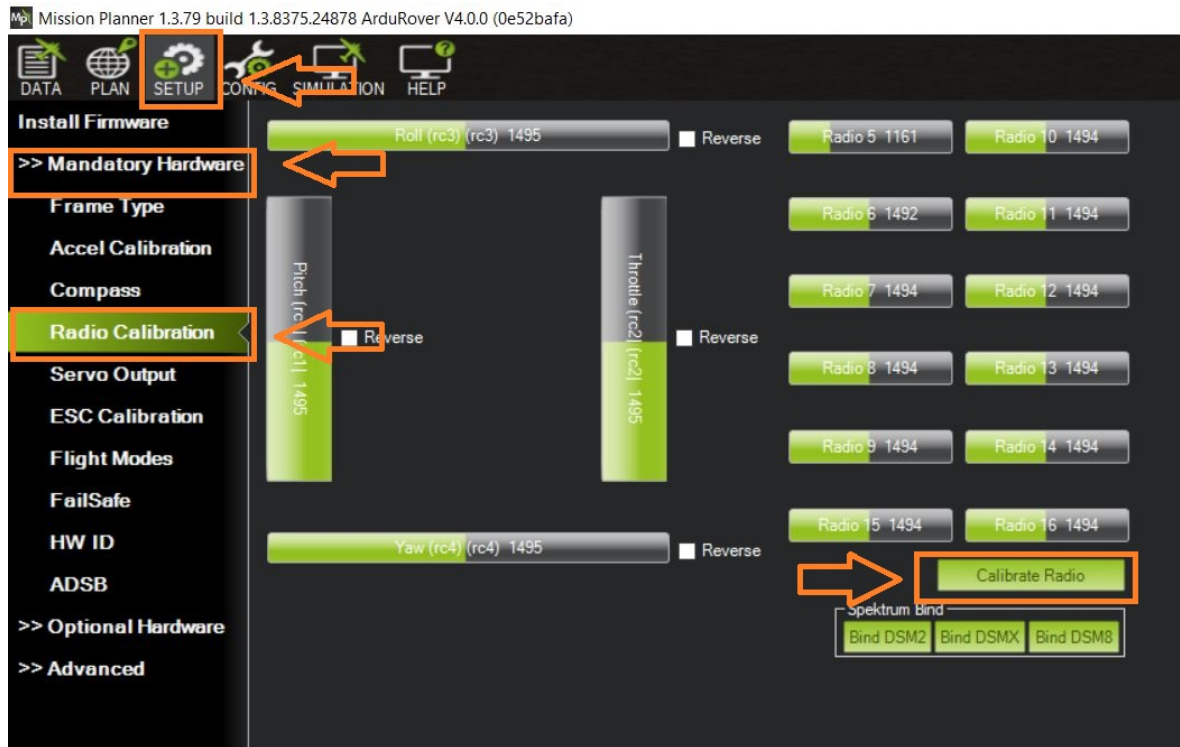 Mission Planner 1.3.79 build 1.3.8375.24878 ArduRover V4.0.0 (0e52bafa)
DATA PLAN SETUP CONFIG SIMULATION HELP
Install Firmware
>> Mandatory Hardware
Frame Type
Accel Calibration
Compass
Radio Calibration
Servo Output
ESC Calibration
Flight Modes
FailSafe
HW ID
ADSB
>> Optional Hardware
>> Advanced
Roll (rc3) (rc3) 1495
Reverse
Pitch (rc1) (rc1) 1495
Reverse
Throttle (rc2) (rc2) 1495
Reverse
Yaw (rc4) (rc4) 1495
Reverse
Radio 5 1161
Radio 10 1494
Radio 6 1492
Radio 11 1494
Radio 7 1494
Radio 12 1494
Radio 8 1494
Radio 13 1494
Radio 9 1494
Radio 14 1494
Radio 15 1494
Radio 16 1494
Calibrate Radio
Spektrum Bind
Bind DSM2 Bind DSMX Bind DSM8